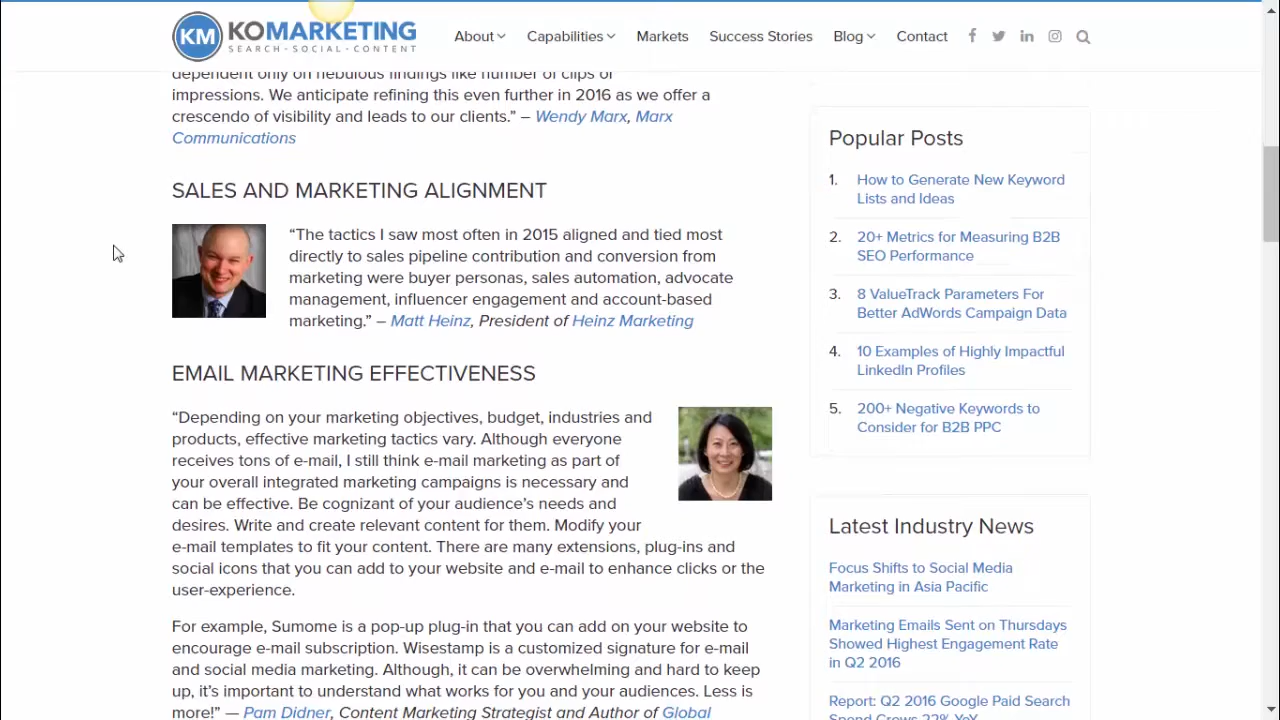 KM KOMARKETING
SEARCH · SOCIAL · CONTENT
About Capabilities Markets Success Stories Blog Contact
dependent only on nebulous findings like number of clips or
impressions. We anticipate refining this even further in 2016 as we offer a
crescendo of visibility and leads to our clients.” – Wendy Marx, Marx
Communications
SALES AND MARKETING ALIGNMENT
“The tactics I saw most often in 2015 aligned and tied most
directly to sales pipeline contribution and conversion from
marketing were buyer personas, sales automation, advocate
management, influencer engagement and account-based
marketing.” – Matt Heinz, President of Heinz Marketing
EMAIL MARKETING EFFECTIVENESS
“Depending on your marketing objectives, budget, industries and
products, effective marketing tactics vary. Although everyone
receives tons of e-mail, I still think e-mail marketing as part of
your overall integrated marketing campaigns is necessary and
can be effective. Be cognizant of your audience’s needs and
desires. Write and create relevant content for them. Modify your
e-mail templates to fit your content. There are many extensions, plug-ins and
social icons that you can add to your website and e-mail to enhance clicks or the
user-experience.
For example, Sumome is a pop-up plug-in that you can add on your website to
encourage e-mail subscription. Wisestamp is a customized signature for e-mail
and social media marketing. Although, it can be overwhelming and hard to keep
up, it’s important to understand what works for you and your audiences. Less is
more!” — Pam Didner, Content Marketing Strategist and Author of Global
Popular Posts
1. How to Generate New Keyword
Lists and Ideas
2. 20+ Metrics for Measuring B2B
SEO Performance
3. 8 ValueTrack Parameters For
Better AdWords Campaign Data
4. 10 Examples of Highly Impactful
LinkedIn Profiles
5. 200+ Negative Keywords to
Consider for B2B PPC
Latest Industry News
Focus Shifts to Social Media
Marketing in Asia Pacific
Marketing Emails Sent on Thursdays
Showed Highest Engagement Rate
in Q2 2016
Report: Q2 2016 Google Paid Search
Spend Grows 22% YoY